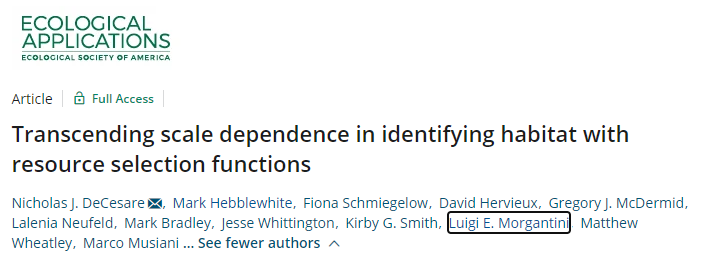 ECOLOGICAL
APPLICATIONS
ECOLOGICAL SOCIETY OF AMERICA
Article Full Access
Transcending scale dependence in identifying habitat with
resource selection functions
Nicholas J. DeCesare, Mark Hebblewhite, Fiona Schmiegelow, David Hervieux, Gregory J. McDermid,
Lalenia Neufeld, Mark Bradley, Jesse Whittington, Kirby G. Smith, Luigi E. Morgantini Matthew
Wheatley, Marco Musiani ... See fewer authors